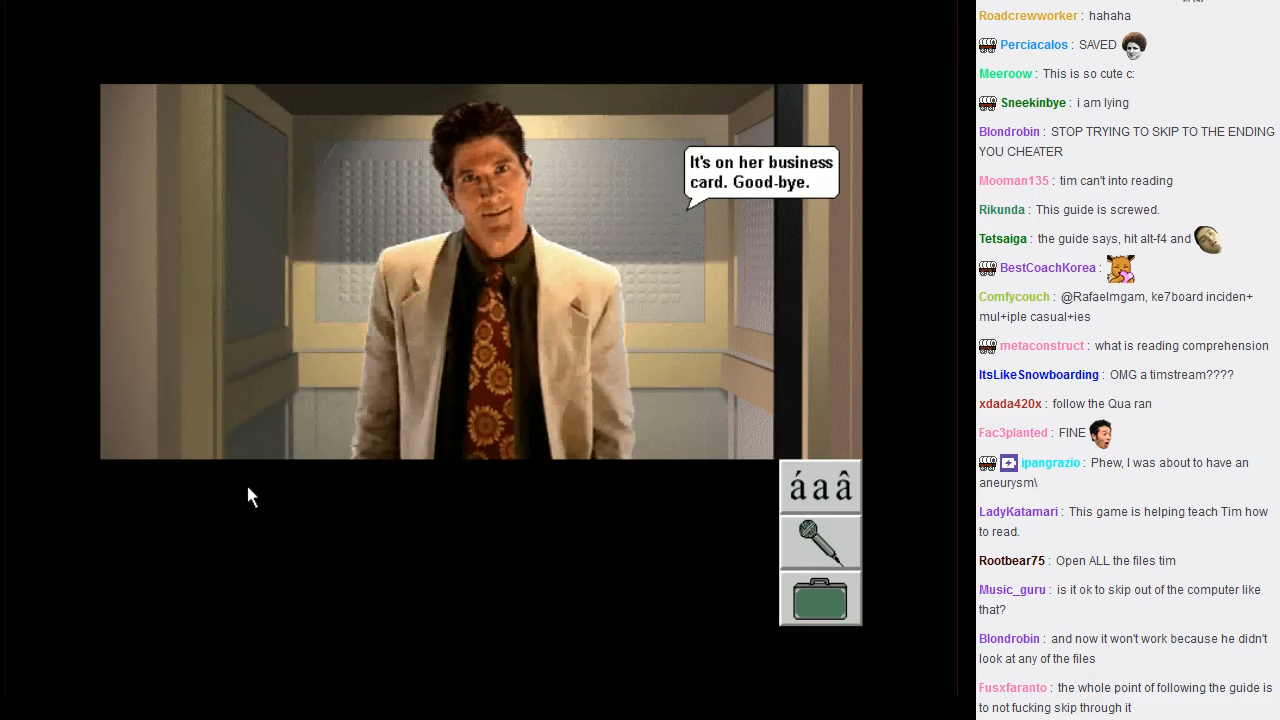 It's on her business
card. Good-bye.
á a â
Roadcrewworker : hahaha
Perciacalos : SAVED
Meeroow : This is so cute c:
Sneekinbye : i am lying
Blondrobin : STOP TRYING TO SKIP TO THE ENDING
YOU CHEATER
Mooman135 : tim can't into reading
Rikunda : This guide is screwed.
Tetsaiga : the guide says, hit alt-f4 and
BestCoachKorea :
Comfycouch : @Rafaelmgam, ke7board inciden+
mul+iple casual+ies
metaconstruct : what is reading comprehension
ItsLikeSnowboarding : OMG a timstream????
xdada420x : follow the Qua ran
Fac3planted : FINE
ipangrazio : Phew, I was about to have an
aneurysm\
LadyKatamari : This game is helping teach Tim how
to read.
Rootbear75 : Open ALL the files tim
Music_guru : is it ok to skip out of the computer like
that?
Blondrobin : and now it won't work because he didn't
look at any of the files
Fusxfaranto : the whole point of following the guide is
to not fucking skip through it